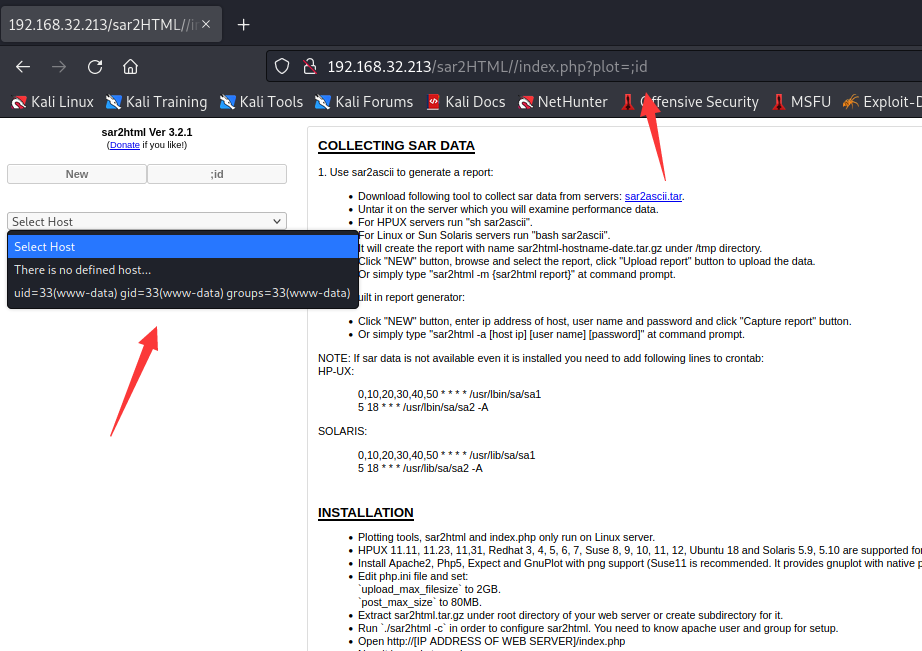 192.168.32.213/sar2HTML//in
192.168.32.213/sar2HTML//index.php?plot=;id
Kali Linux Kali Training Kali Tools Kali Forums Kali Docs NetHunter Offensive Security MSFU Exploit-D
sar2html Ver 3.2.1
(Donate if you like!)
New ;id
Select Host
Select Host
There is no defined host...
uid=33(www-data) gid=33(www-data) groups=33(www-data)
COLLECTING SAR DATA
1. Use sar2ascii to generate a report:
• Download following tool to collect sar data from servers: sar2ascii.tar.
• Untar it on the server which you will examine performance data.
• For HPUX servers run "sh sar2ascii".
For Linux or Sun Solaris servers run "bash sar2ascii".
It will create the report with name sar2html-hostname-date.tar.gz under /tmp directory.
Click "NEW" button, browse and select the report, click "Upload report" button to upload the data.
Or simply type "sar2html -m {sar2html report}" at command prompt.
uilt in report generator:
• Click "NEW" button, enter ip address of host, user name and password and click "Capture report" button.
• Or simply type "sar2html -a [host ip] [user name] [password]" at command prompt.
NOTE: If sar data is not available even it is installed you need to add following lines to crontab:
HP-UX:
0,10,20,30,40,50 * * * * /usr/lbin/sa/sa1
5 18 * * * /usr/lbin/sa/sa2 -A
SOLARIS:
0,10,20,30,40,50 * * * * /usr/lib/sa/sa1
5 18 * * * /usr/lib/sa/sa2 -A
INSTALLATION
• Plotting tools, sar2html and index.php only run on Linux server.
• HPUX 11.11, 11.23, 11,31, Redhat 3, 4, 5, 6, 7, Suse 8, 9, 10, 11, 12, Ubuntu 18 and Solaris 5.9, 5.10 are supported for
• Install Apache2, Php5, Expect and GnuPlot with png support (Suse11 is recommended. It provides gnuplot with native p
• Edit php.ini file and set:
`upload_max_filesize` to 2GB.
`post_max_size` to 80MB.
• Extract sar2html.tar.gz under root directory of your web server or create subdirectory for it.
• Run `./sar2html -c` in order to configure sar2html. You need to know apache user and group for setup.
• Open http://[IP ADDRESS OF WEB SERVER]/index.php